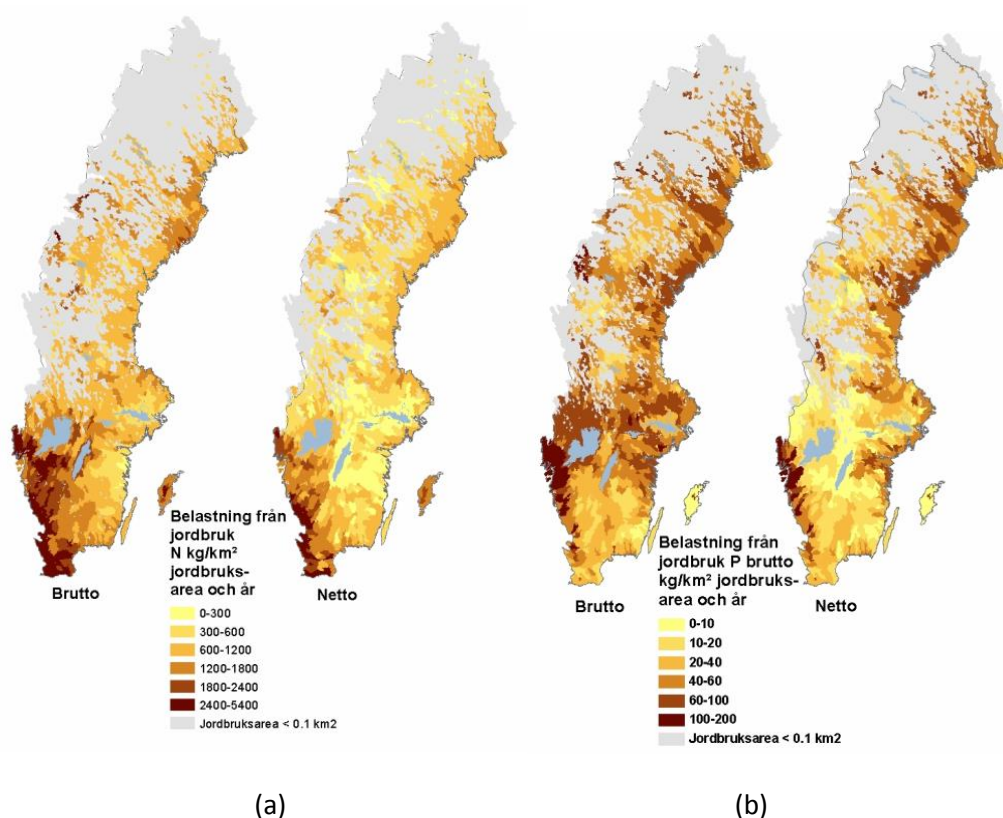 Belastning från
jordbruk
N kg/km²
jordbruks-
area och år
Brutto
Netto
0-300
300-600
600-1200
1200-1800
1800-2400
2400-5400
Jordbruksarea < 0.1 km2
(a)
Belastning från
jordbruk P brutto
kg/km² jordbruks-
area och år
Brutto
Netto
0-10
10-20
20-40
40-60
60-100
100-200
Jordbruksarea < 0.1 km2
(b)